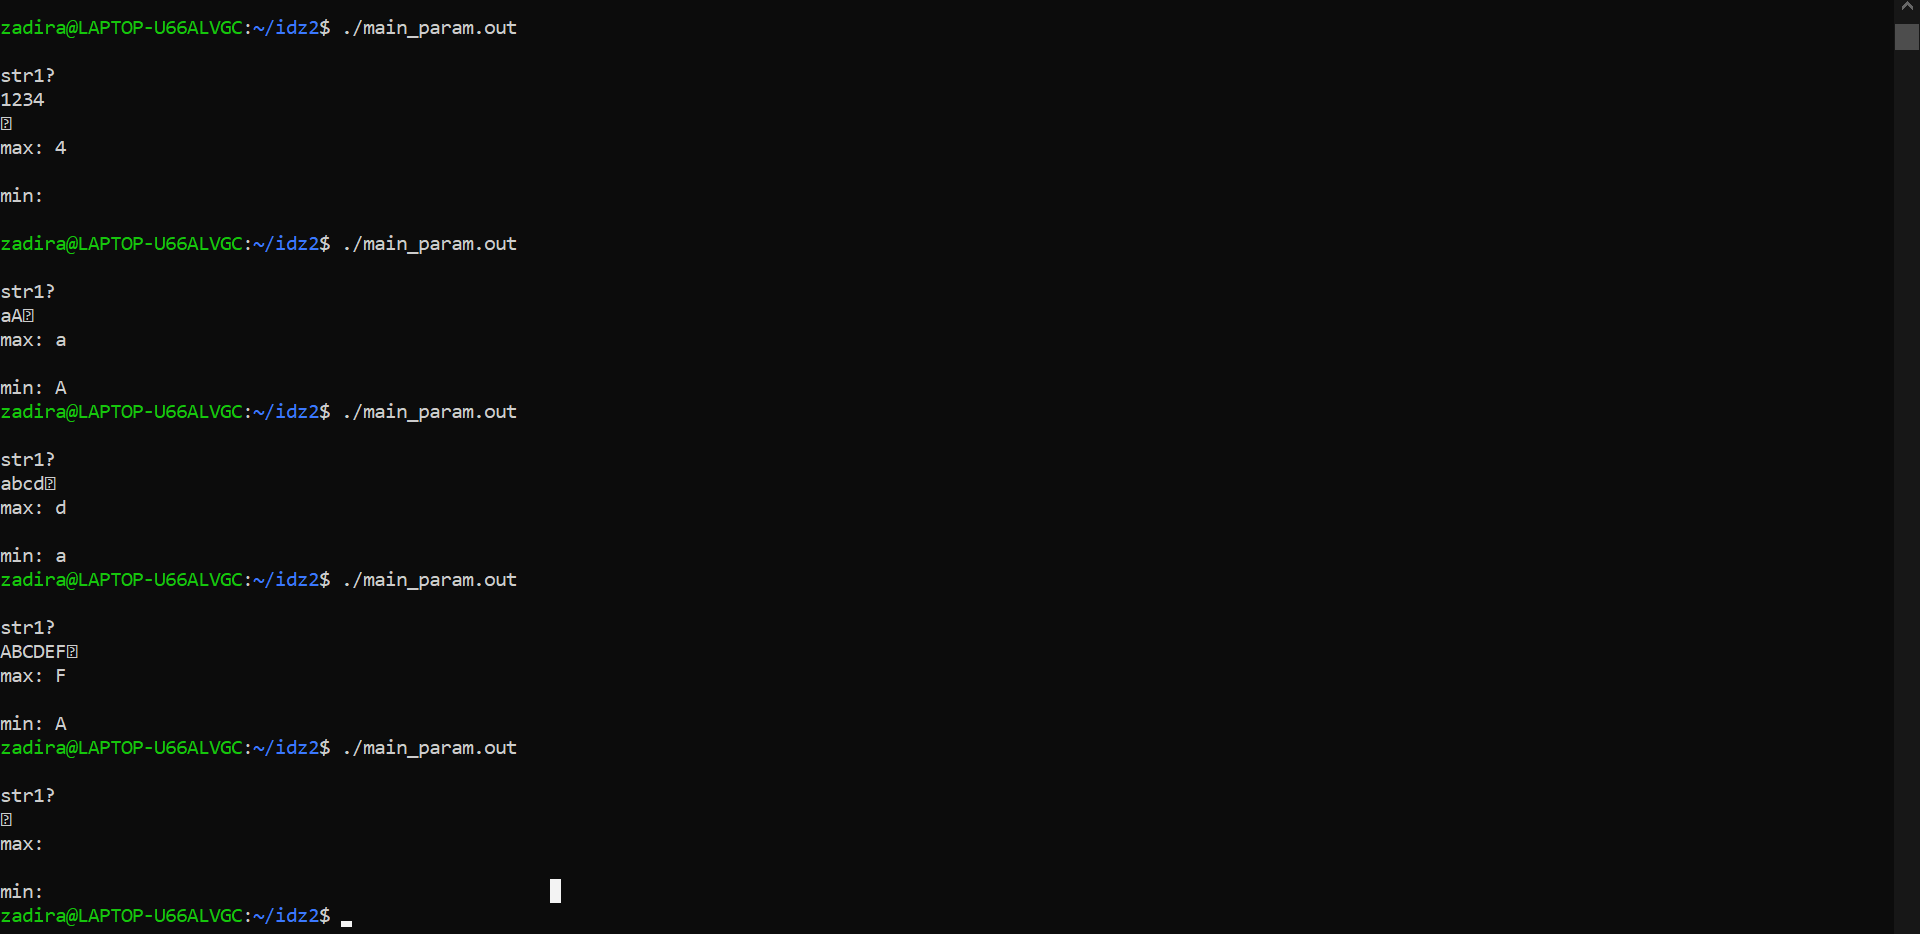 zadira@LAPTOP-U66ALVGC:~/idz2$ ./main_param.out
str1?
1234
�
max: 4
min:
zadira@LAPTOP-U66ALVGC:~/idz2$ ./main_param.out
str1?
aA�
max: a
min: A
zadira@LAPTOP-U66ALVGC:~/idz2$ ./main_param.out
str1?
abcd�
max: d
min: a
zadira@LAPTOP-U66ALVGC:~/idz2$ ./main_param.out
str1?
ABCDEF�
max: F
min: A
zadira@LAPTOP-U66ALVGC:~/idz2$ ./main_param.out
str1?
�
max:
min:
zadira@LAPTOP-U66ALVGC:~/idz2$